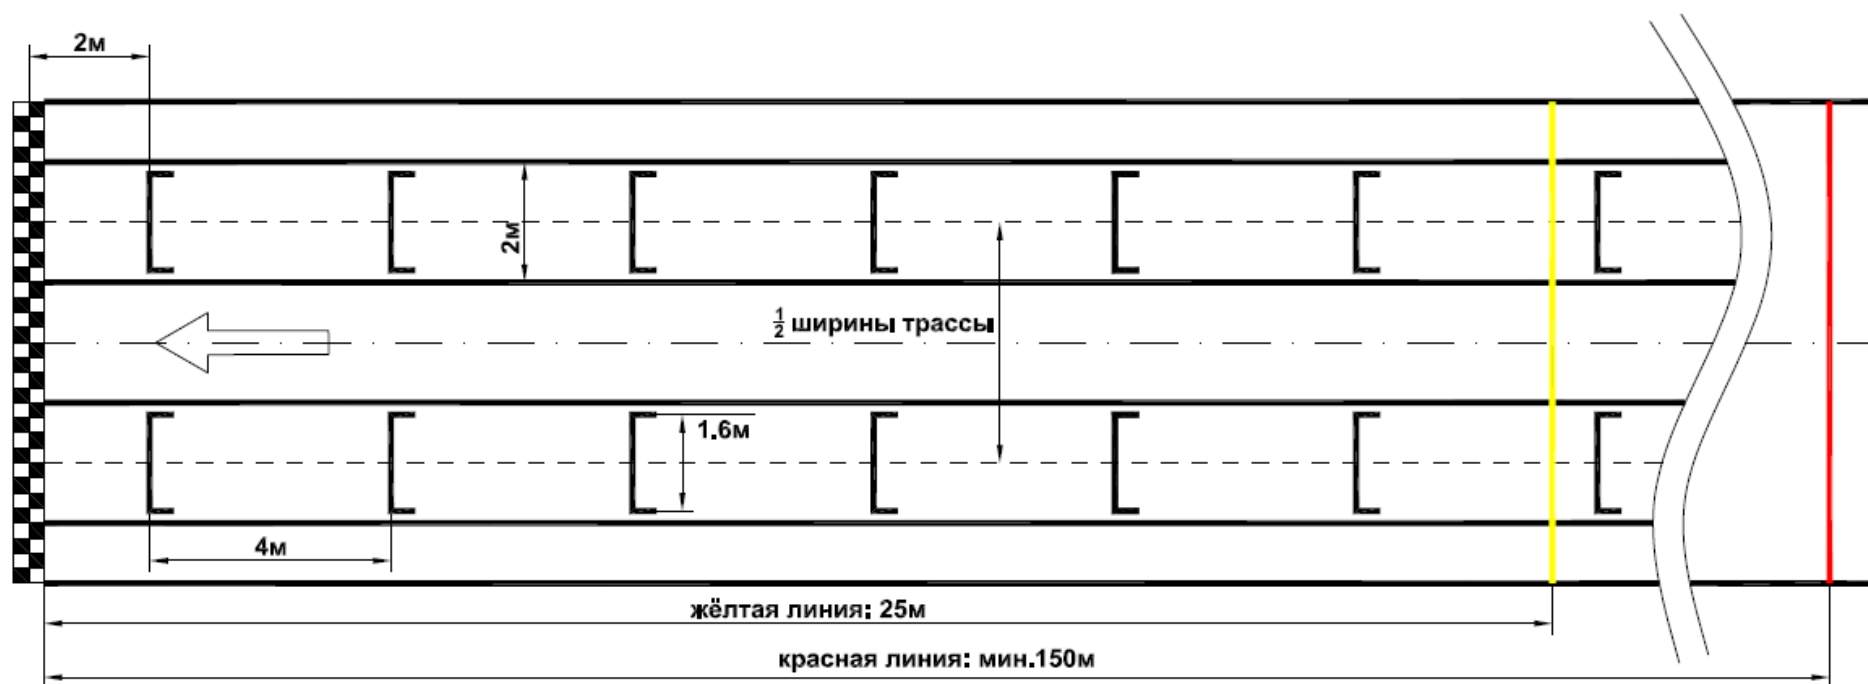 2м
2м
½ ширины трассы
1.6м
4м
жёлтая линия: 25м
красная линия: мин.150м